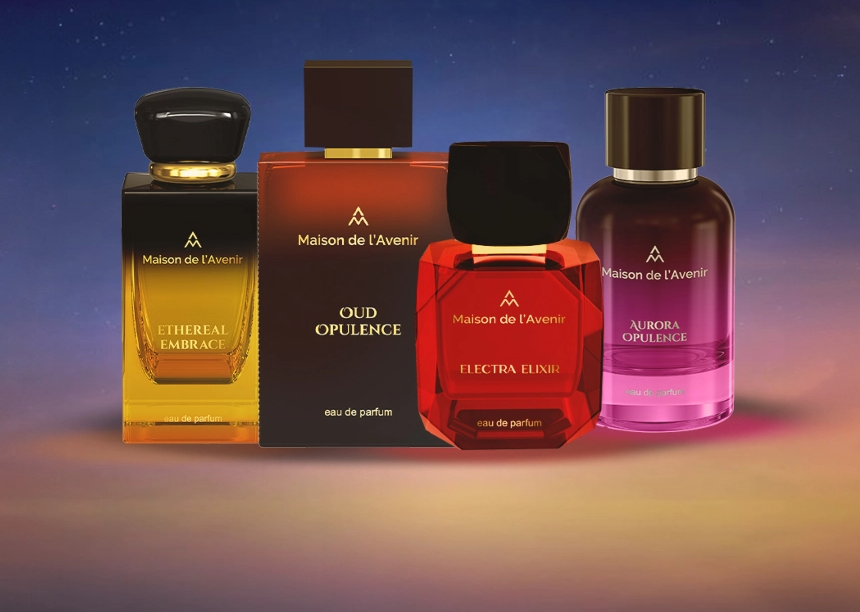 Maison de l'Avenir
ETHEREAL
EMBRACE
eau de parfum
Maison de l'Avenir
OUD
OPULENCE
eau de parfum
Maison de l'Avenir
ELECTRA ELIXIR
eau de parfum
Maison de l'Avenir
AURORA
OPULENCE
eau de parfum